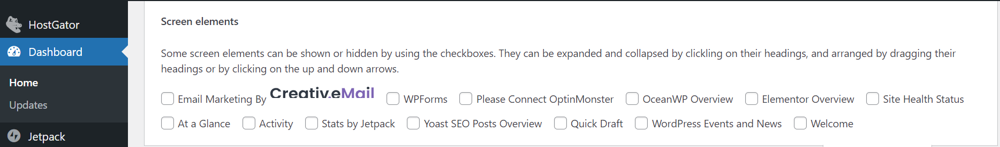 HostGator
Dashboard
Home
Updates
Jetpack
Screen elements
Some screen elements can be shown or hidden by using the checkboxes. They can be expanded and collapsed by clickling on their headings, and arranged by dragging their
headings or by clicking on the up and down arrows.
Email Marketing By Creativ.eMail WPForms Please Connect OptinMonster OceanWP Overview Elementor Overview Site Health Status
At a Glance Activity Stats by Jetpack Yoast SEO Posts Overview Quick Draft WordPress Events and News Welcome